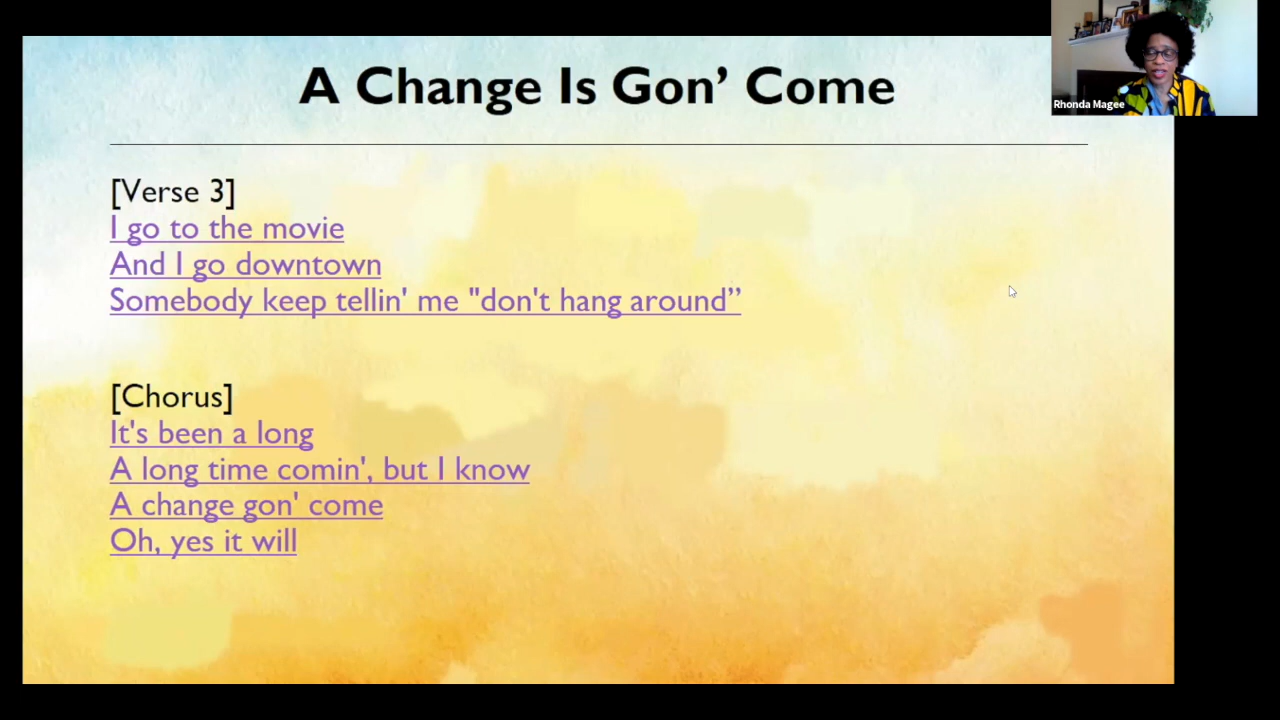 A Change Is Gon’ Come
Rhonda Magee
[Verse 3]
I go to the movie
And I go downtown
Somebody keep tellin' me "don't hang around”
[Chorus]
It's been a long
A long time comin', but I know
A change gon' come
Oh, yes it will